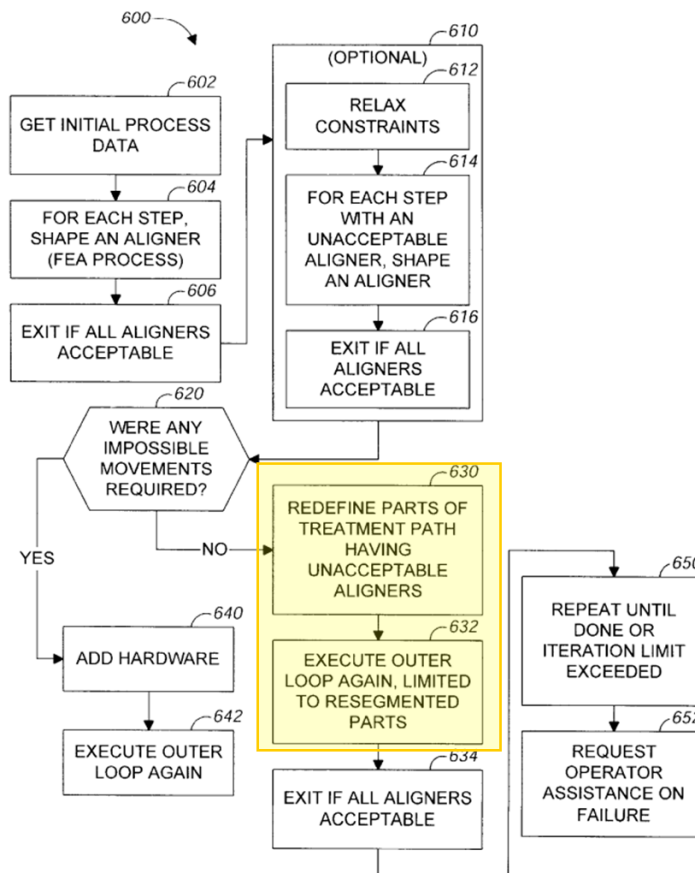 600
602
GET INITIAL PROCESS
DATA
604
FOR EACH STEP,
SHAPE AN ALIGNER
(FEA PROCESS)
606
EXIT IF ALL ALIGNERS
ACCEPTABLE
610
(OPTIONAL)
612
RELAX
CONSTRAINTS
614
FOR EACH STEP
WITH AN
UNACCEPTABLE
ALIGNER, SHAPE
AN ALIGNER
616
EXIT IF ALL
ALIGNERS
ACCEPTABLE
620
WERE ANY
IMPOSSIBLE
MOVEMENTS
REQUIRED?
YES
NO
630
REDEFINE PARTS OF
TREATMENT PATH
HAVING
UNACCEPTABLE
ALIGNERS
632
EXECUTE OUTER
LOOP AGAIN, LIMITED
TO RESEGMENTED
PARTS
634
EXIT IF ALL ALIGNERS
ACCEPTABLE
640
ADD HARDWARE
642
EXECUTE OUTER
LOOP AGAIN
650
REPEAT UNTIL
DONE OR
ITERATION LIMIT
EXCEEDED
652
REQUEST
OPERATOR
ASSISTANCE ON
FAILURE